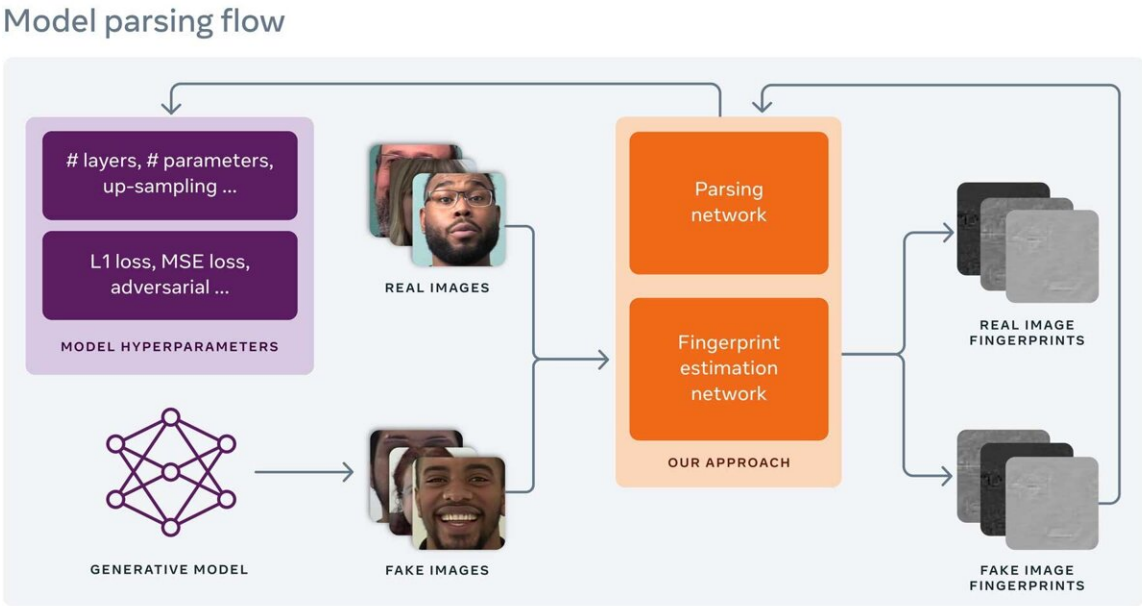 Model parsing flow
# layers, # parameters,
up-sampling ...
L1 loss, MSE loss,
adversarial ...
MODEL HYPERPARAMETERS
GENERATIVE MODEL
REAL IMAGES
FAKE IMAGES
Parsing
network
Fingerprint
estimation
network
OUR APPROACH
REAL IMAGE
FINGERPRINTS
FAKE IMAGE
FINGERPRINTS